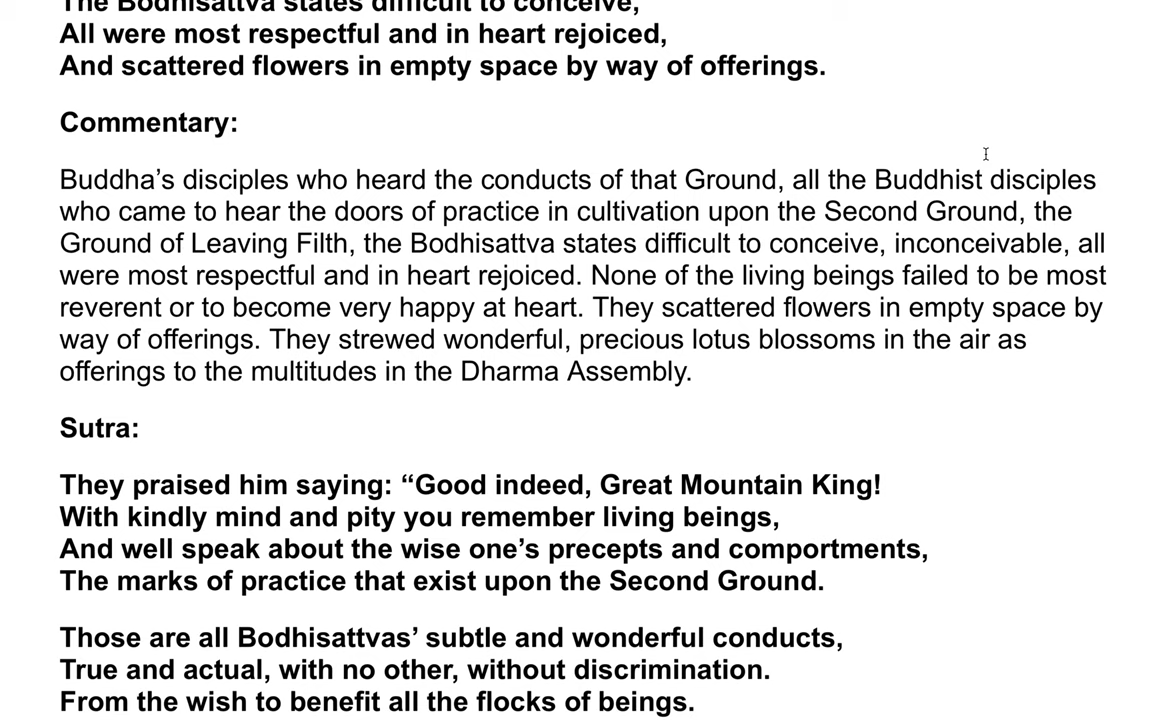 The Bodhisattva states difficult to conceive,
All were most respectful and in heart rejoiced,
And scattered flowers in empty space by way of offerings.
Commentary:
Buddha’s disciples who heard the conducts of that Ground, all the Buddhist disciples
who came to hear the doors of practice in cultivation upon the Second Ground, the
Ground of Leaving Filth, the Bodhisattva states difficult to conceive, inconceivable, all
were most respectful and in heart rejoiced. None of the living beings failed to be most
reverent or to become very happy at heart. They scattered flowers in empty space by
way of offerings. They strewed wonderful, precious lotus blossoms in the air as
offerings to the multitudes in the Dharma Assembly.
Sutra:
They praised him saying: “Good indeed, Great Mountain King!
With kindly mind and pity you remember living beings,
And well speak about the wise one’s precepts and comportments,
The marks of practice that exist upon the Second Ground.
Those are all Bodhisattvas’ subtle and wonderful conducts,
True and actual, with no other, without discrimination.
From the wish to benefit all the flocks of beings.